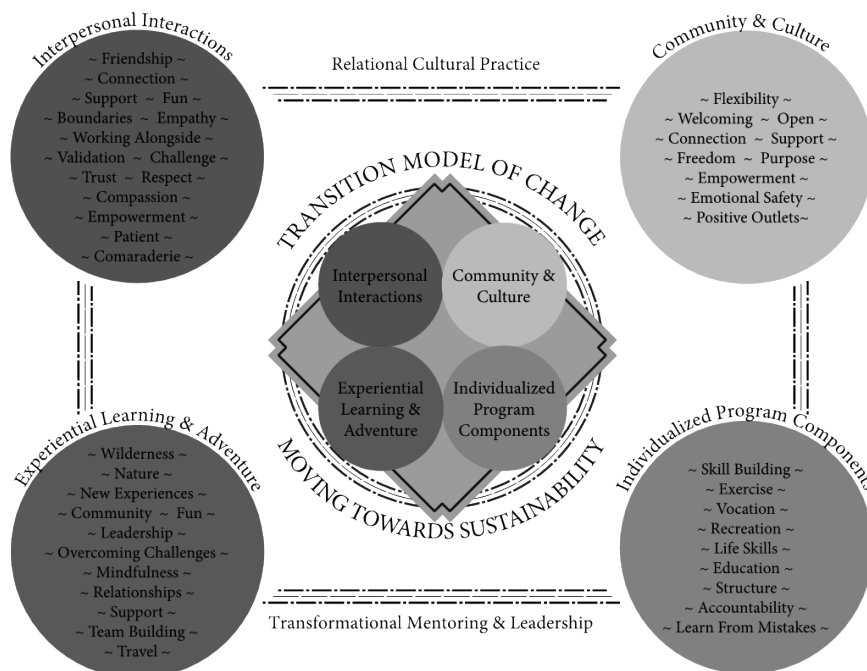 Interpersonal Interactions
~ Friendship ~
~ Connection ~
~ Support ~ Fun ~
~ Boundaries ~ Empathy ~
~ Working Alongside ~
~ Validation ~ Challenge ~
~ Trust ~ Respect ~
~ Compassion ~
~ Empowerment ~
~ Patient ~
~ Comaraderie ~
Relational Cultural Practice
Community & Culture
~ Flexibility ~
~ Welcoming ~ Open ~
~ Connection ~ Support ~
~ Freedom ~ Purpose ~
~ Empowerment ~
~ Emotional Safety ~
~ Positive Outlets~
TRANSITION MODEL OF CHANGE
Interpersonal
Interactions
Community &
Culture
Experiential
Learning &
Adventure
Individualized
Program
Components
MOVING TOWARDS SUSTAINABILITY
Experiential Learning & Adventure
~ Wilderness ~
~ Nature ~
~ New Experiences ~
~ Community ~ Fun ~
~ Leadership ~
~ Overcoming Challenges ~
~ Mindfulness ~
~ Relationships ~
~ Support ~
~ Team Building ~
~ Travel ~
Transformational Mentoring & Leadership
Individualized Program Components
~ Skill Building ~
~ Exercise ~
~ Vocation ~
~ Recreation ~
~ Life Skills ~
~ Education ~
~ Structure ~
~ Accountability ~
~ Learn From Mistakes ~